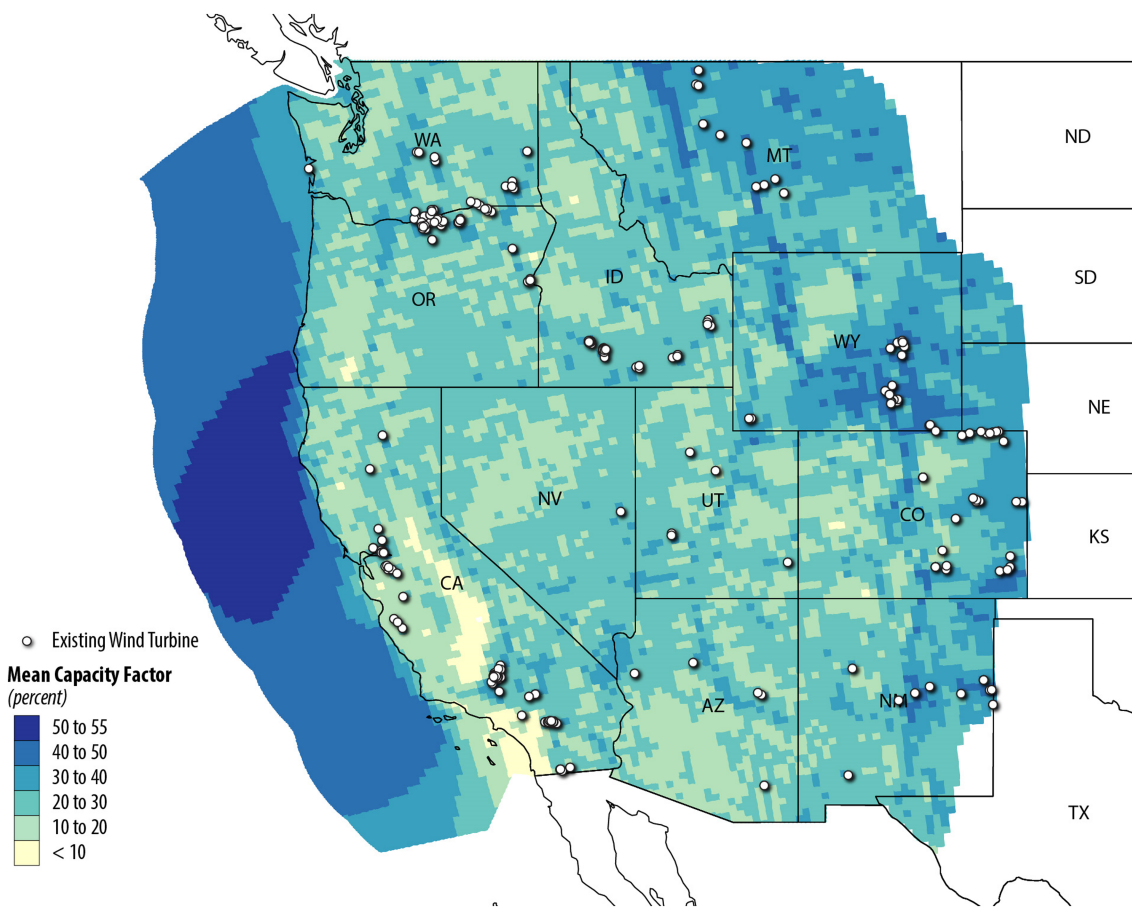 WA
MT
ND
OR
ID
SD
WY
NE
NV
UT
CO
KS
CA
AZ
NM
TX
Existing Wind Turbine
Mean Capacity Factor
(percent)
50 to 55
40 to 50
30 to 40
20 to 30
10 to 20
< 10